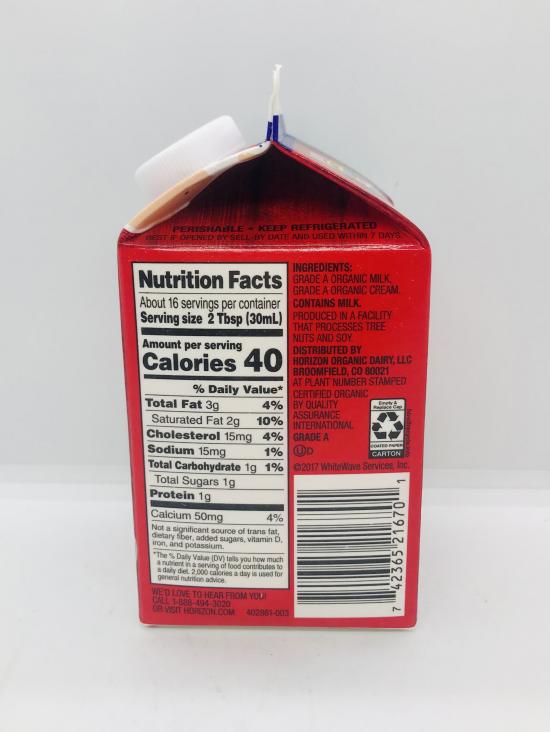 PERISHABLE • KEEP REFRIGERATED
BEST IF OPENED BY SELL-BY DATE AND USED WITHIN 7 DAYS.
Nutrition Facts
About 16 servings per container
Serving size 2 Tbsp (30mL)
Amount per serving
Calories 40
% Daily Value*
Total Fat 3g 4%
Saturated Fat 2g 10%
Cholesterol 15mg 4%
Sodium 15mg 1%
Total Carbohydrate 1g 1%
Total Sugars 1g
Protein 1g
Calcium 50mg 4%
Not a significant source of trans fat,
dietary fiber, added sugars, vitamin D,
iron, and potassium.
*The % Daily Value (DV) tells you how much
a nutrient in a serving of food contributes to
a daily diet. 2,000 calories a day is used for
general nutrition advice.
WE'D LOVE TO HEAR FROM YOU!
CALL 1-888-494-3020
OR VISIT HORIZON.COM 402861-003
INGREDIENTS:
GRADE A ORGANIC MILK,
GRADE A ORGANIC CREAM.
CONTAINS MILK.
PRODUCED IN A FACILITY
THAT PROCESSES TREE
NUTS AND SOY.
DISTRIBUTED BY
HORIZON ORGANIC DAIRY, LLC
BROOMFIELD, CO 80021
AT PLANT NUMBER STAMPED
CERTIFIED ORGANIC
BY QUALITY
ASSURANCE
INTERNATIONAL
GRADE A
UD
Empty &
Replace Cap
COATED PAPER
CARTON
©2017 WhiteWave Services, Inc.
7 42365 21670 1